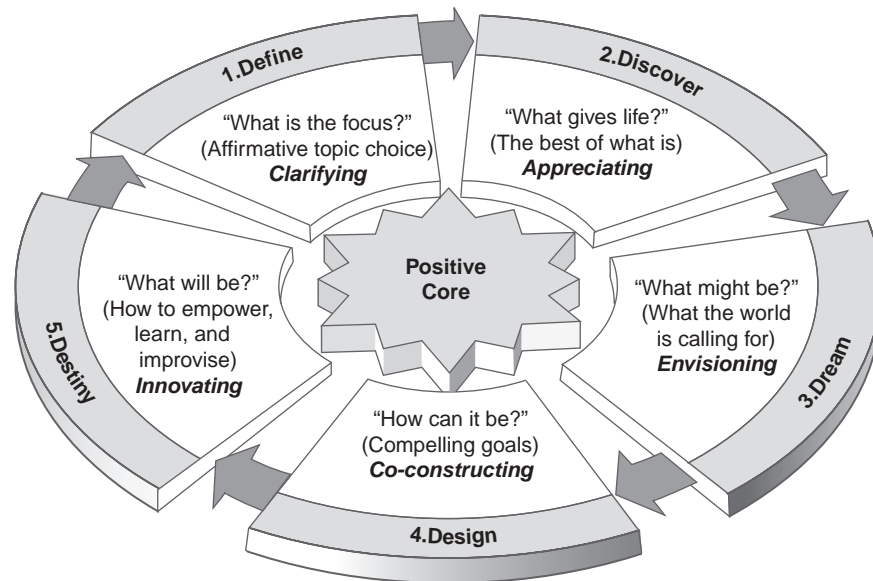 1.Define
“What is the focus?”
(Affirmative topic choice)
Clarifying
2.Discover
“What gives life?”
(The best of what is)
Appreciating
3.Dream
“What might be?”
(What the world
is calling for)
Envisioning
4.Design
“How can it be?”
(Compelling goals)
Co-constructing
5.Destiny
“What will be?”
(How to empower,
learn, and
improvise)
Innovating
Positive
Core